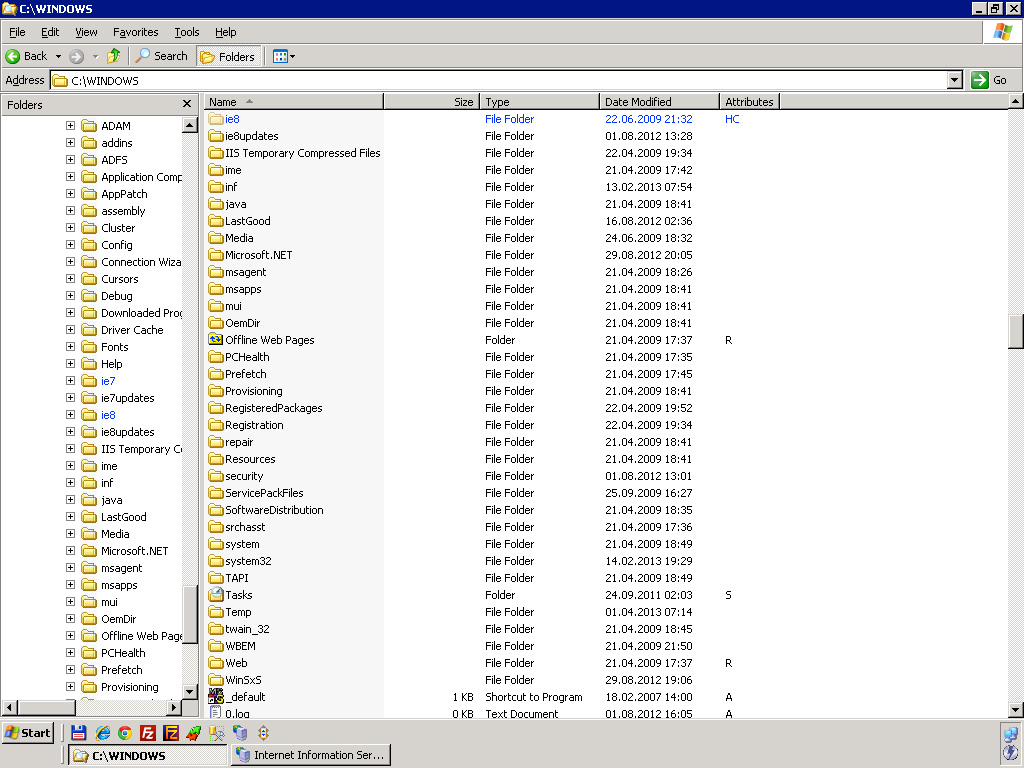 C:\WINDOWS
File Edit View Favorites Tools Help
Back Search Folders
Address C:\WINDOWS Go
Folders
ADAM
addins
ADFS
Application Comp
AppPatch
assembly
Cluster
Config
Connection Wiza
Cursors
Debug
Downloaded Prog
Driver Cache
Fonts
Help
ie7
ie7updates
ie8
ie8updates
IIS Temporary Co
ime
inf
java
LastGood
Media
Microsoft.NET
msagent
msapps
mui
OemDir
Offline Web Page
PCHealth
Prefetch
Provisioning
Name Size Type Date Modified Attributes
ie8 File Folder 22.06.2009 21:32 HC
ie8updates File Folder 01.08.2012 13:28
IIS Temporary Compressed Files File Folder 22.04.2009 19:34
ime File Folder 21.04.2009 17:42
inf File Folder 13.02.2013 07:54
java File Folder 21.04.2009 18:41
LastGood File Folder 16.08.2012 02:36
Media File Folder 24.06.2009 18:32
Microsoft.NET File Folder 29.08.2012 20:05
msagent File Folder 21.04.2009 18:26
msapps File Folder 21.04.2009 18:41
mui File Folder 21.04.2009 18:41
OemDir File Folder 21.04.2009 18:41
Offline Web Pages Folder 21.04.2009 17:37 R
PCHealth File Folder 21.04.2009 17:35
Prefetch File Folder 21.04.2009 17:45
Provisioning File Folder 21.04.2009 18:41
RegisteredPackages File Folder 22.04.2009 19:52
Registration File Folder 22.04.2009 19:34
repair File Folder 21.04.2009 18:41
Resources File Folder 21.04.2009 18:41
security File Folder 01.08.2012 13:01
ServicePackFiles File Folder 25.09.2009 16:27
SoftwareDistribution File Folder 21.04.2009 18:35
srchasst File Folder 21.04.2009 17:36
system File Folder 21.04.2009 18:49
system32 File Folder 14.02.2013 19:29
TAPI File Folder 21.04.2009 18:49
Tasks Folder 24.09.2011 02:03 S
Temp File Folder 01.04.2013 07:14
twain_32 File Folder 21.04.2009 18:45
WBEM File Folder 21.04.2009 21:50
Web File Folder 21.04.2009 17:37 R
WinSxS File Folder 29.08.2012 19:06
_default 1 KB Shortcut to Program 18.02.2007 14:00 A
0.log 0 KB Text Document 01.08.2012 16:05 A
Start
C:\WINDOWS Internet Information Ser...